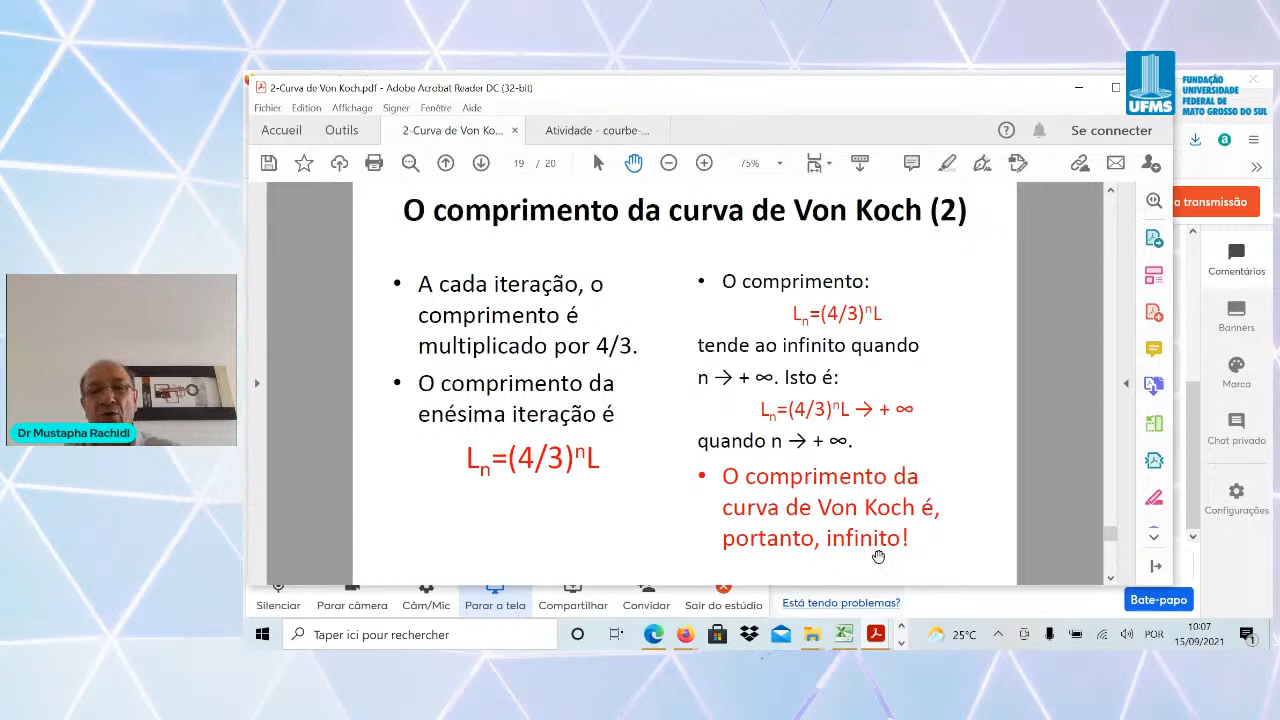 UFMS
FUNDAÇÃO
UNIVERSIDADE
FEDERAL DE
MATO GROSSO DO SUL
2-Curva de Von Koch.pdf - Adobe Acrobat Reader DC (32-bit)
Fichier Edition Affichage Signer Fenêtre Aide
Accueil Outils 2-Curva de Von Ko... × Atividade - courbe-... Se connecter
19 / 20 75%
a transmissão
O comprimento da curva de Von Koch (2)
• A cada iteração, o
comprimento é
multiplicado por 4/3.
• O comprimento da
enésima iteração é
Lₙ=(4/3)ⁿL
• O comprimento:
Lₙ=(4/3)ⁿL
tende ao infinito quando
n → + ∞. Isto é:
Lₙ=(4/3)ⁿL → + ∞
quando n → + ∞.
• O comprimento da
curva de Von Koch é,
portanto, infinito!
Dr Mustapha Rachidi
Comentários
Banners
Marca
Chat privado
Configurações
Silenciar Parar câmera Câm/Mic Parar a tela Compartilhar Convidar Sair do estúdio
Está tendo problemas?
Bate-papo
Taper ici pour rechercher
25°C POR
10:07
15/09/2021